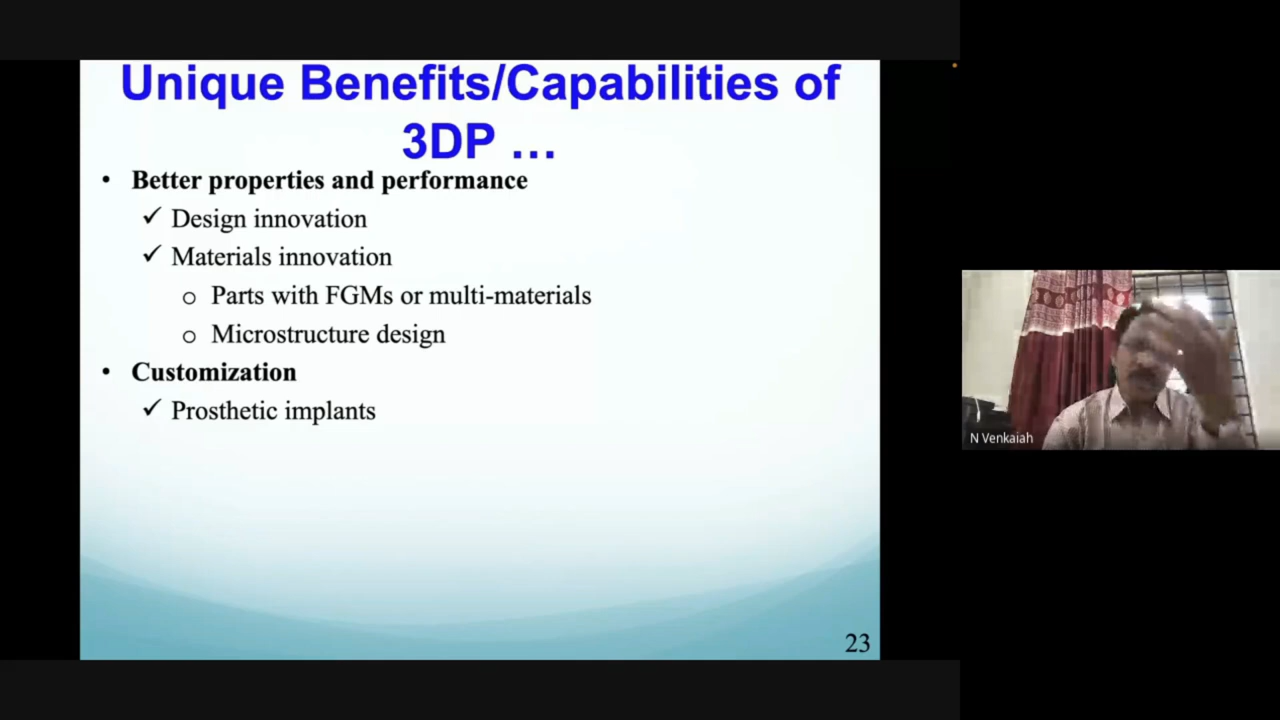 Unique Benefits/Capabilities of
3DP ...
• Better properties and performance
✓ Design innovation
✓ Materials innovation
o Parts with FGMs or multi-materials
o Microstructure design
• Customization
✓ Prosthetic implants
N Venkaiah
23